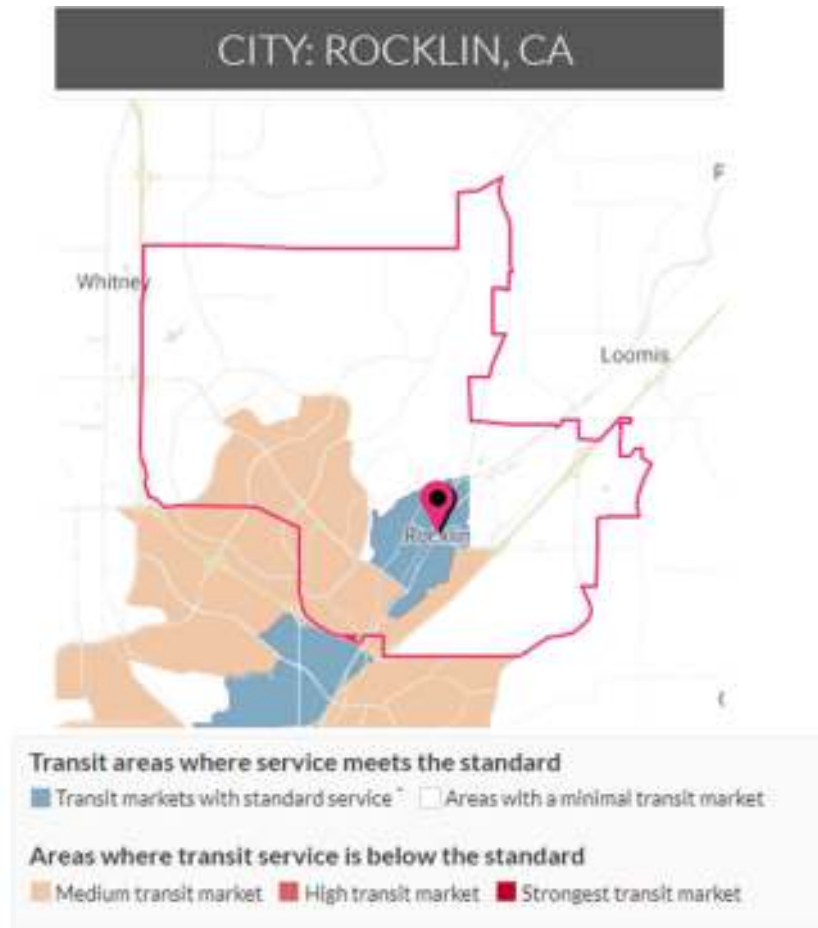 CITY: ROCKLIN, CA
Whitney
Loomis
Rocklin
Transit areas where service meets the standard
Transit markets with standard service * Areas with a minimal transit market
Areas where transit service is below the standard
Medium transit market High transit market Strongest transit market